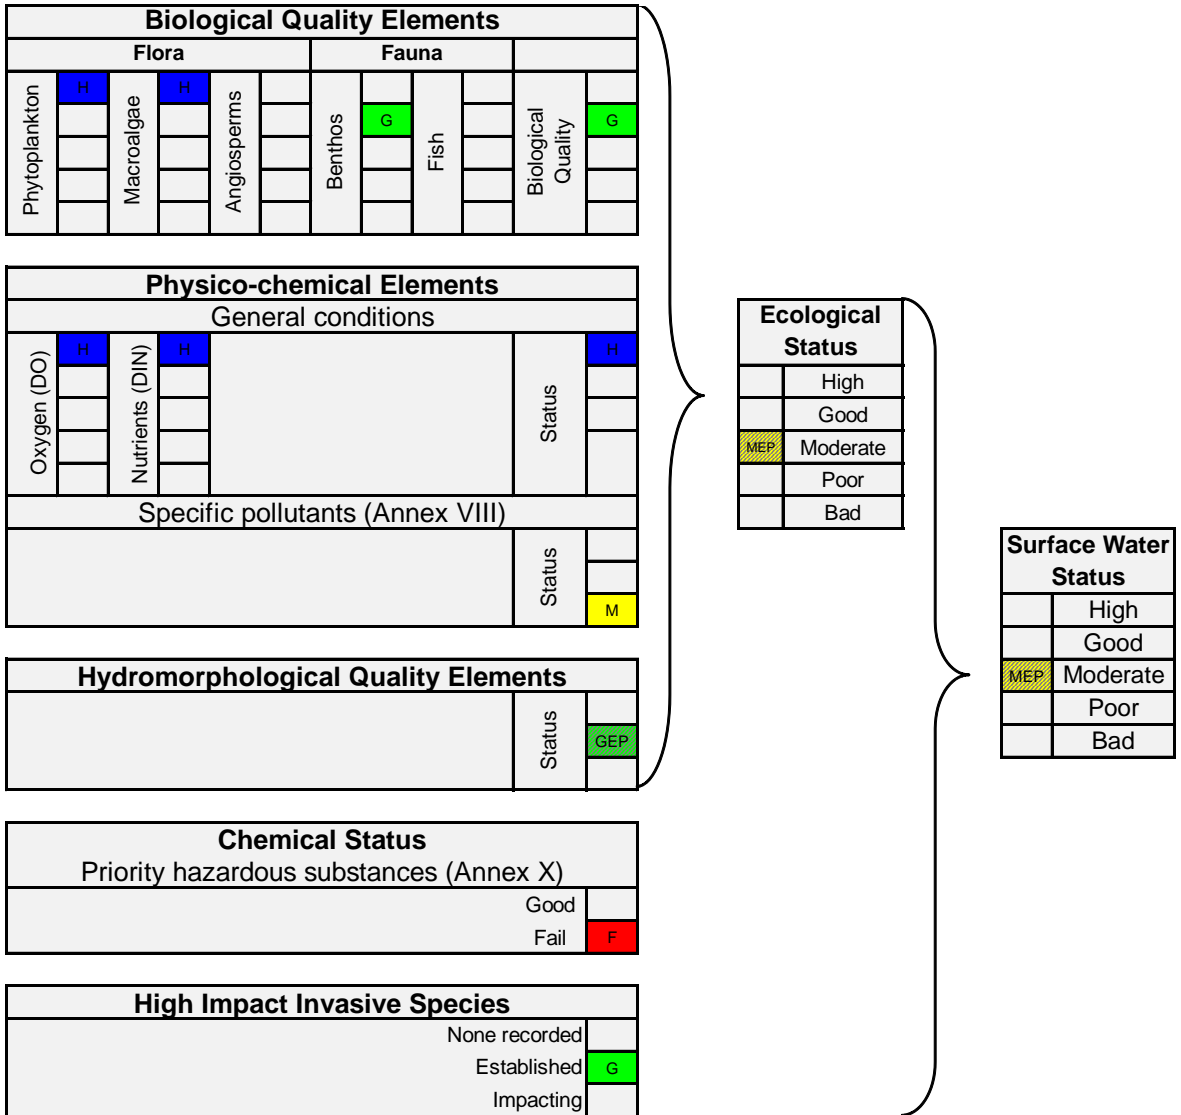 Biological Quality Elements
Flora
Fauna
Phytoplankton
H
Macroalgae
H
Angiosperms
Benthos
G
Fish
Biological
Quality
G
Physico-chemical Elements
General conditions
Oxygen (DO)
H
Nutrients (DIN)
H
Status
H
Specific pollutants (Annex VIII)
Status
M
Hydromorphological Quality Elements
Status
GEP
Chemical Status
Priority hazardous substances (Annex X)
Good
Fail F
High Impact Invasive Species
None recorded
Established G
Impacting
Ecological
Status
High
Good
MEP Moderate
Poor
Bad
Surface Water
Status
High
Good
MEP Moderate
Poor
Bad